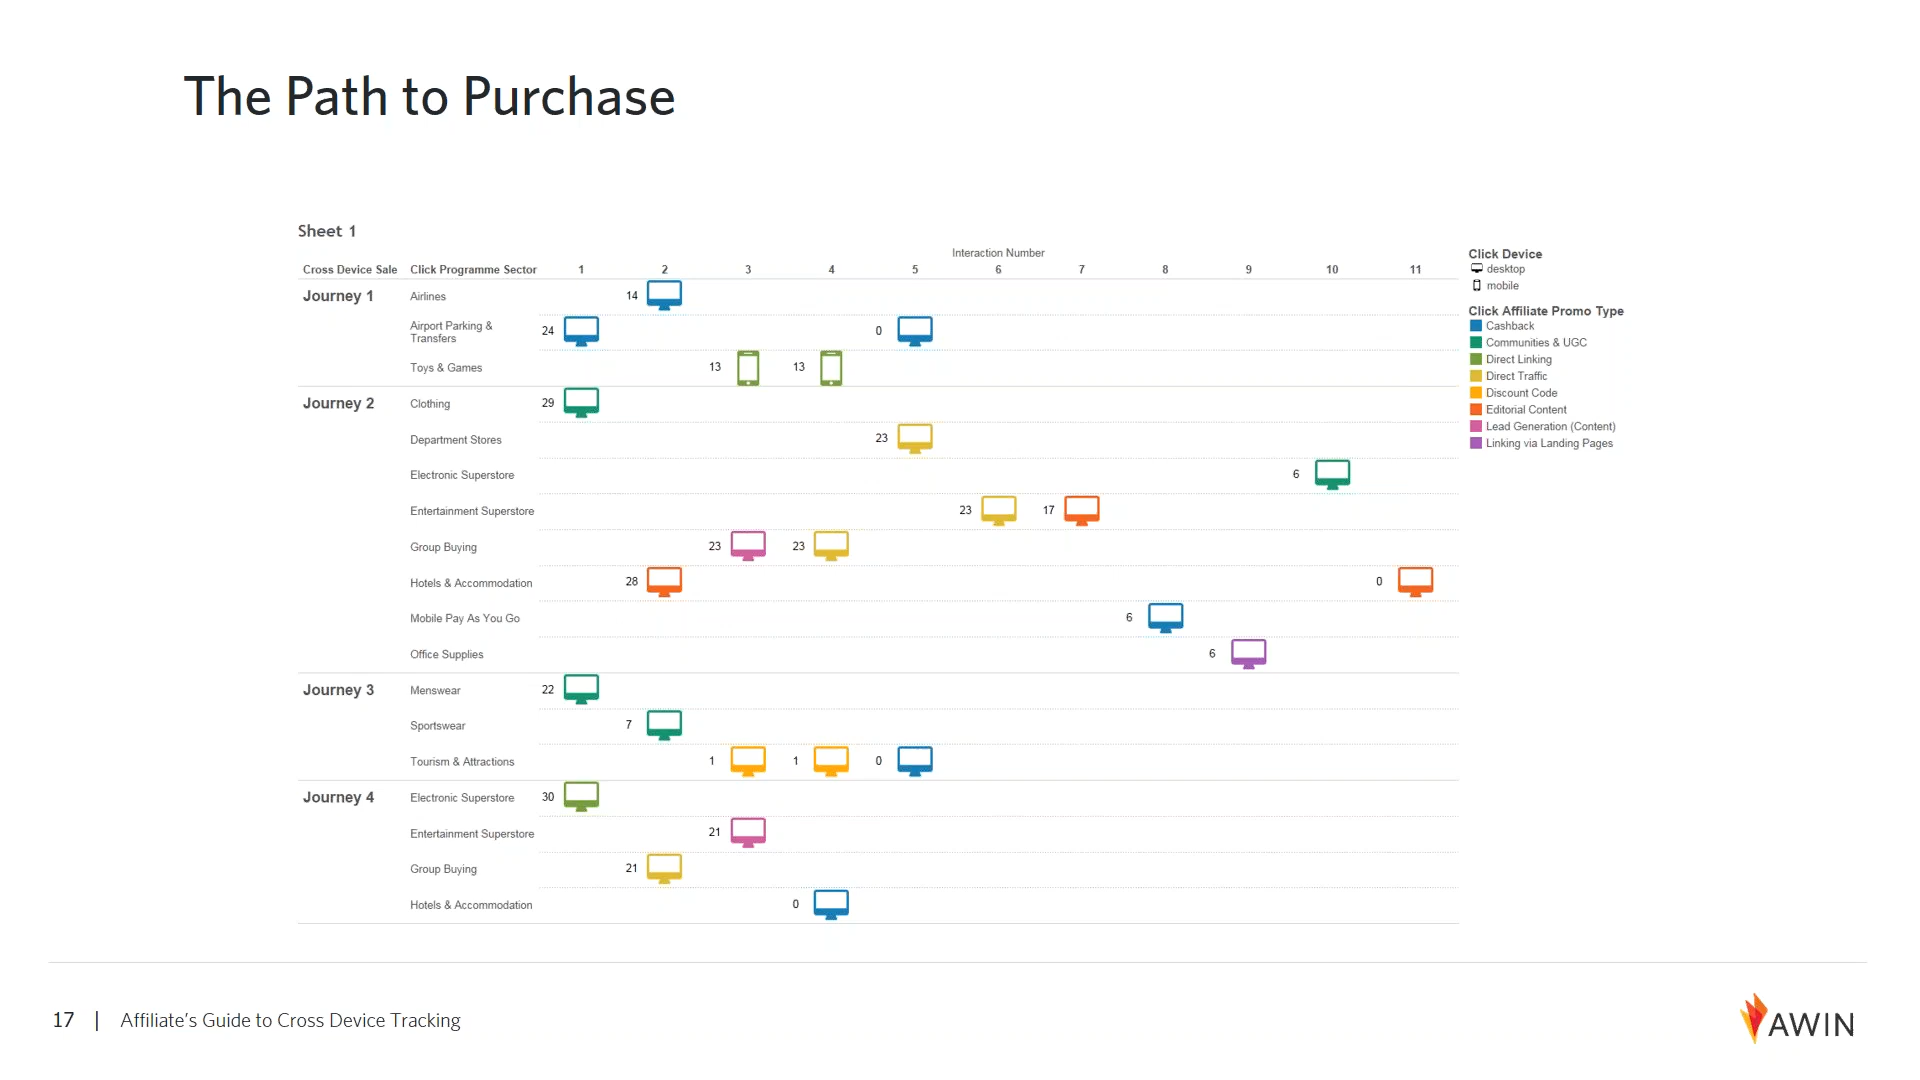 The Path to Purchase
Sheet 1
Interaction Number
Cross Device Sale Click Programme Sector 1 2 3 4 5 6 7 8 9 10 11
Journey 1 Airlines 14
Airport Parking & Transfers 24 0
Toys & Games 13 13
Journey 2 Clothing 29
Department Stores 23
Electronic Superstore 6
Entertainment Superstore 23 17
Group Buying 23 23
Hotels & Accommodation 28 0
Mobile Pay As You Go 6
Office Supplies 6
Journey 3 Menswear 22
Sportswear 7
Tourism & Attractions 1 1 0
Journey 4 Electronic Superstore 30
Entertainment Superstore 21
Group Buying 21
Hotels & Accommodation 0
Click Device
desktop
mobile
Click Affiliate Promo Type
Cashback
Communities & UGC
Direct Linking
Direct Traffic
Discount Code
Editorial Content
Lead Generation (Content)
Linking via Landing Pages
17 | Affiliate's Guide to Cross Device Tracking
AWIN